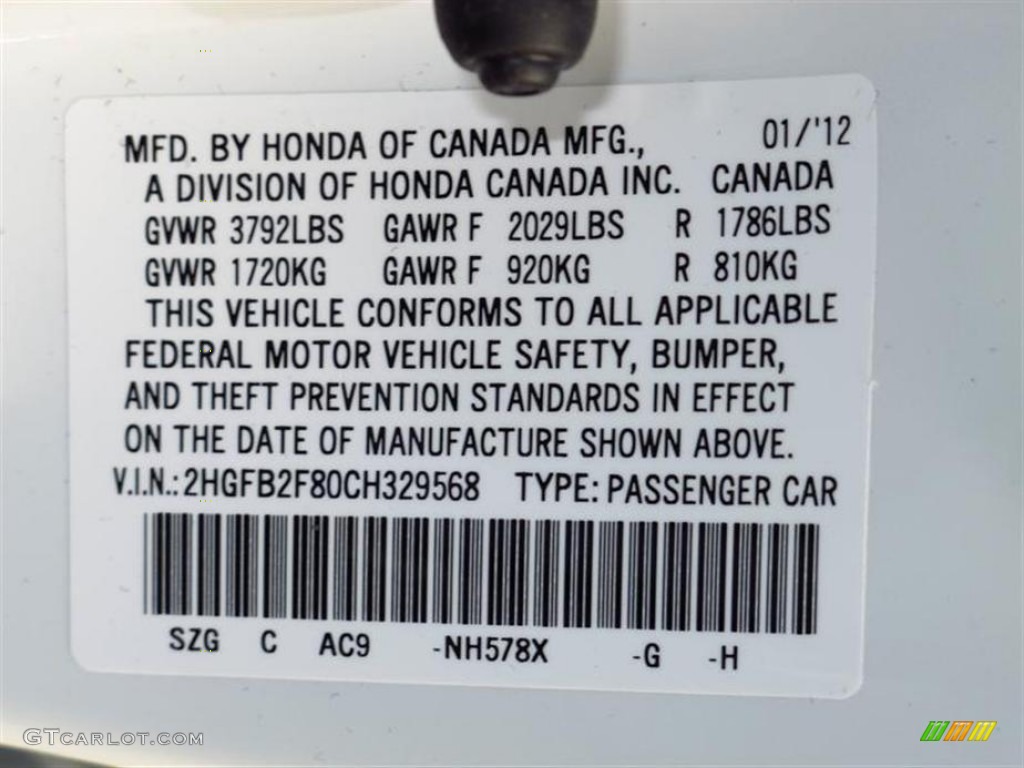 MFD. BY HONDA OF CANADA MFG., 01/'12
A DIVISION OF HONDA CANADA INC. CANADA
GVWR 3792LBS GAWR F 2029LBS R 1786LBS
GVWR 1720KG GAWR F 920KG R 810KG
THIS VEHICLE CONFORMS TO ALL APPLICABLE
FEDERAL MOTOR VEHICLE SAFETY, BUMPER,
AND THEFT PREVENTION STANDARDS IN EFFECT
ON THE DATE OF MANUFACTURE SHOWN ABOVE.
V.I.N.: 2HGFB2F80CH329568 TYPE: PASSENGER CAR
SZG C AC9 -NH578X -G -H
GTCARLOT.COM